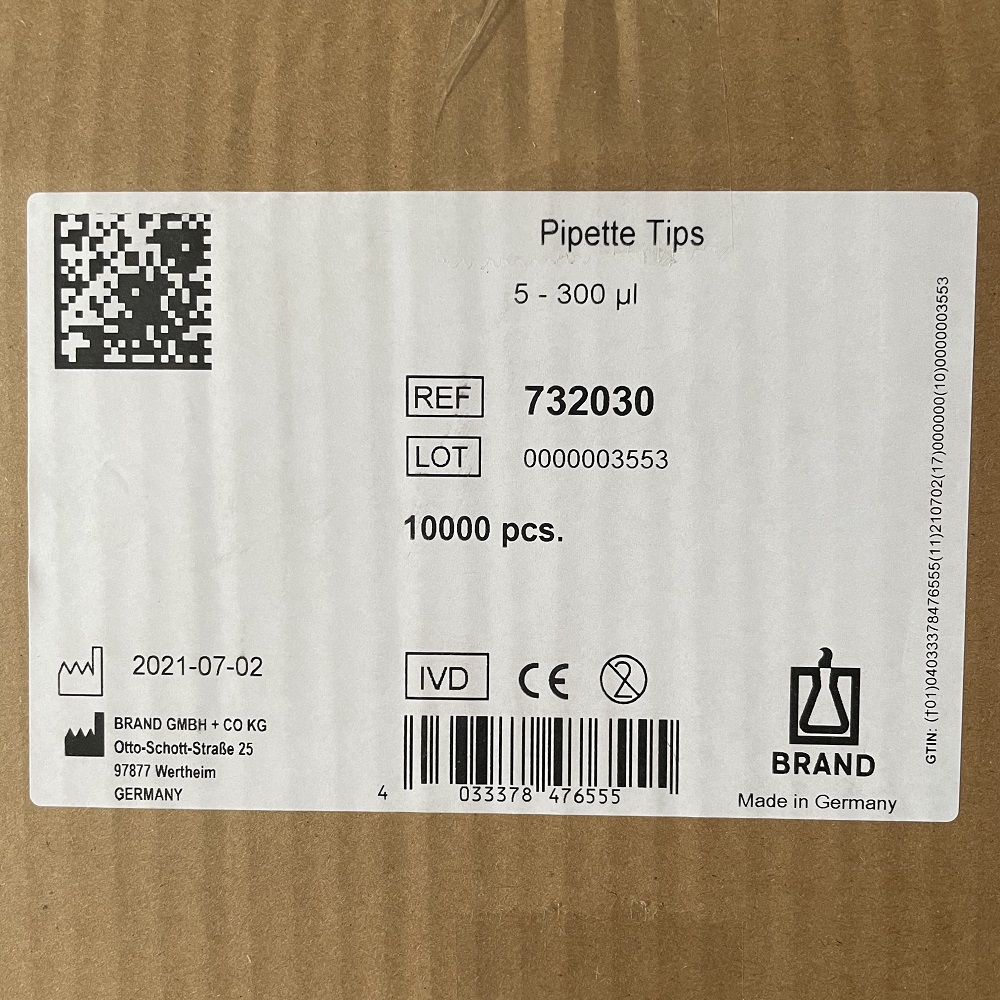 Pipette Tips
5 - 300 µl
REF 732030
LOT 0000003553
10000 pcs.
2021-07-02
BRAND GMBH + CO KG
Otto-Schott-Straße 25
97877 Wertheim
GERMANY
IVD CE 2
4 033378 476555
BRAND
Made in Germany
GTIN: (†01)04033378476555(11)210702(17)000000(10)0000003553